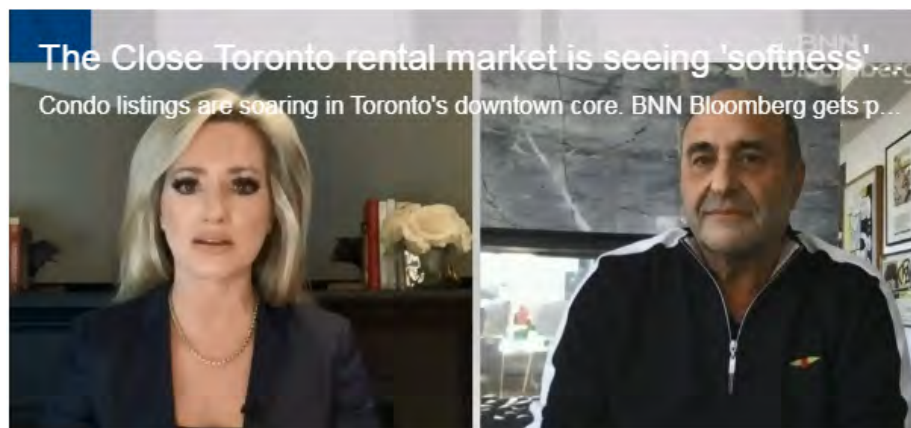 The Close Toronto rental market is seeing 'softness'
BNN
Bloomberg
Condo listings are soaring in Toronto's downtown core. BNN Bloomberg gets p...